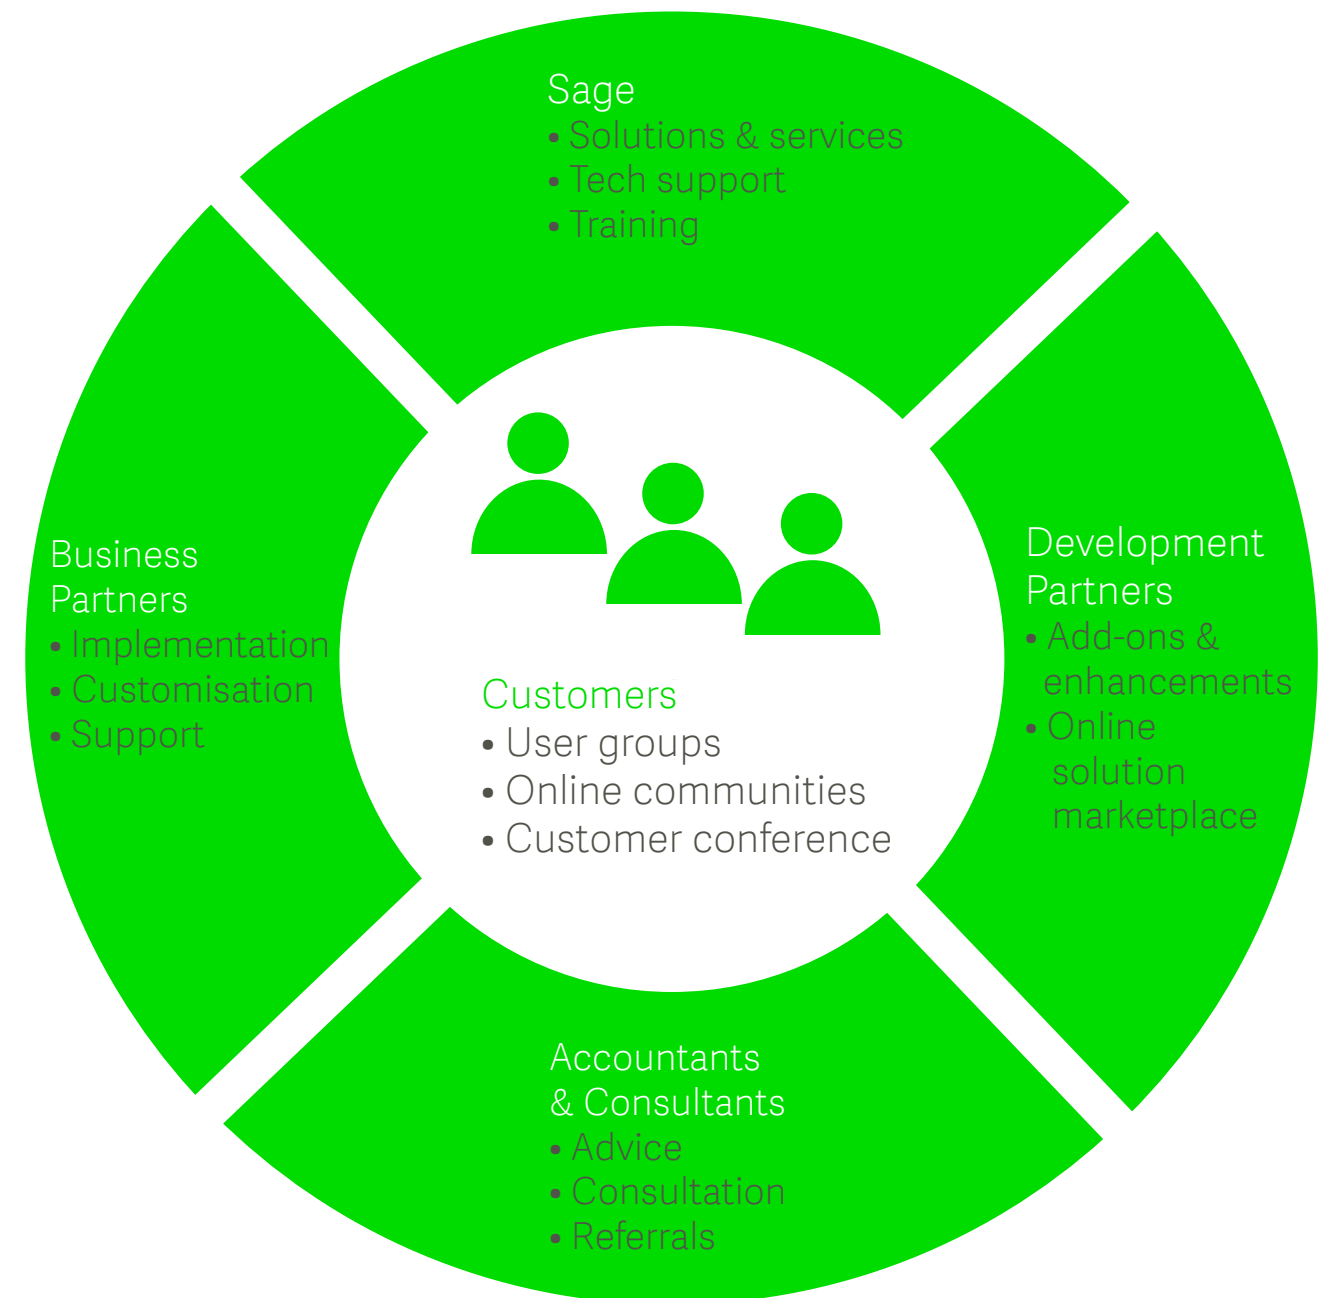 Sage
• Solutions & services
• Tech support
• Training
Business
Partners
• Implementation
• Customisation
• Support
Customers
• User groups
• Online communities
• Customer conference
Development
Partners
• Add-ons &
enhancements
• Online
solution
marketplace
Accountants
& Consultants
• Advice
• Consultation
• Referrals